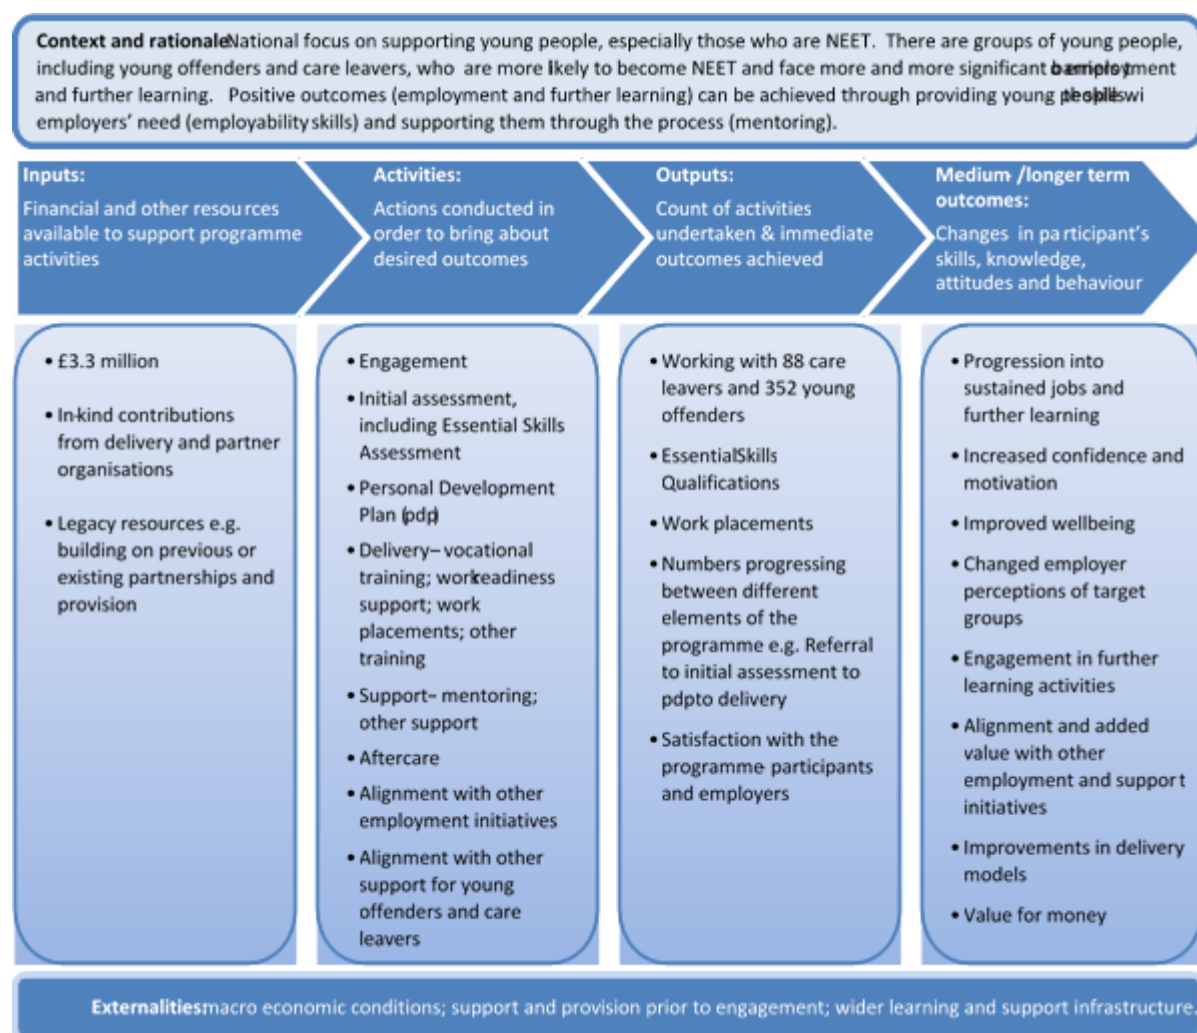 Context and rationale National focus on supporting young people, especially those who are NEET. There are groups of young people,
including young offenders and care leavers, who are more likely to become NEET and face more and more significant
and further learning. Positive outcomes (employment and further learning) can be achieved through providing young
employers' need (employability skills) and supporting them through the process (mentoring).
Inputs:
Financial and other resources
available to support programme
activities
Activities:
Actions conducted in
order to bring about
desired outcomes
Outputs:
Count of activities
undertaken & immediate
outcomes achieved
Medium- /longer term
outcomes:
Changes in participant's
skills, knowledge,
attitudes and behaviour
• £3.3 million
• In-kind contributions
from delivery and partner
organisations
• Legacy resources e.g.
building on previous or
existing partnerships and
provision
• Engagement
• Initial assessment,
including Essential Skills
Assessment
• Personal Development
Plan (pdp)
• Delivery– vocational
training; work readiness
support; work
placements; other
training
• Support– mentoring;
other support
• Aftercare
• Alignment with other
employment initiatives
• Alignment with other
support for young
offenders and care
leavers
• Working with 88 care
leavers and 352 young
offenders
• Essential Skills
Qualifications
• Work placements
• Numbers progressing
between different
elements of the
programme e.g. Referral
to initial assessment to
pdp to delivery
• Satisfaction with the
programme- participants
and employers
• Progression into
sustained jobs and
further learning
• Increased confidence and
motivation
• Improved wellbeing
• Changed employer
perceptions of target
groups
• Engagement in further
learning activities
• Alignment and added
value with other
employment and support
initiatives
• Improvements in delivery
models
• Value for money
Externalities: macro economic conditions; support and provision prior to engagement; wider learning and support infrastructure